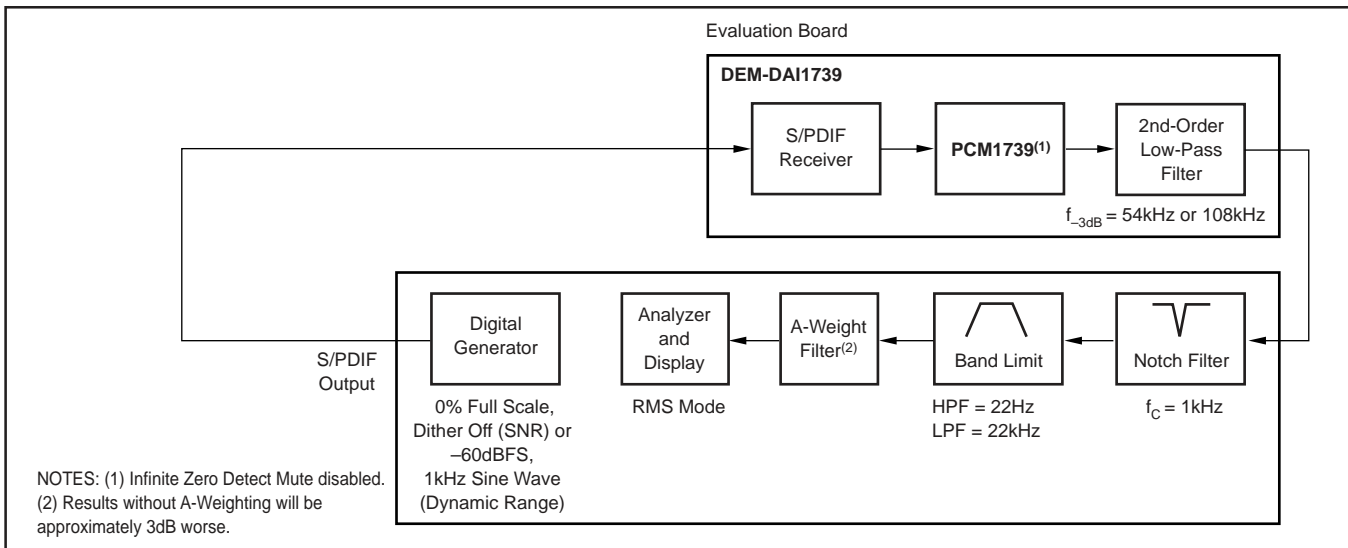 Evaluation Board
DEM-DAI1739
S/PDIF
Receiver
PCM1739(1)
2nd-Order
Low-Pass
Filter
f–3dB = 54kHz or 108kHz
S/PDIF
Output
Digital
Generator
0% Full Scale,
Dither Off (SNR) or
–60dBFS,
1kHz Sine Wave
(Dynamic Range)
Analyzer
and
Display
RMS Mode
A-Weight
Filter(2)
Band Limit
HPF = 22Hz
LPF = 22kHz
Notch Filter
fC = 1kHz
NOTES: (1) Infinite Zero Detect Mute disabled.
(2) Results without A-Weighting will be
approximately 3dB worse.